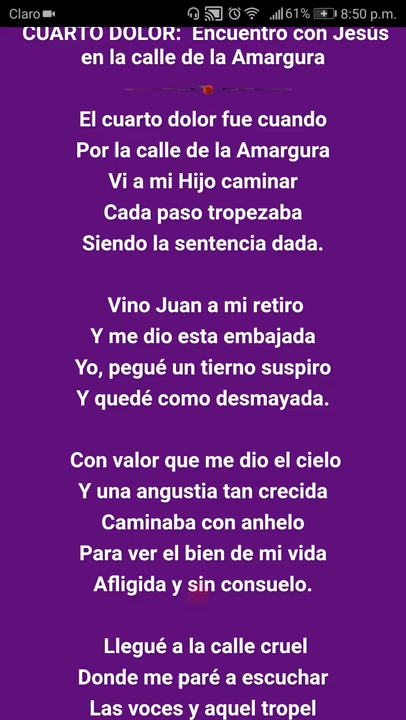 Claro
61%
8:50 p.m.
CUARTO DOLOR: Encuentro con Jesús
en la calle de la Amargura
El cuarto dolor fue cuando
Por la calle de la Amargura
Vi a mi Hijo caminar
Cada paso tropezaba
Siendo la sentencia dada.
Vino Juan a mi retiro
Y me dio esta embajada
Yo, pegué un tierno suspiro
Y quedé como desmayada.
Con valor que me dio el cielo
Y una angustia tan crecida
Caminaba con anhelo
Para ver el bien de mi vida
Afligida y sin consuelo.
Llegué a la calle cruel
Donde me paré a escuchar
Las voces y aquel tropel